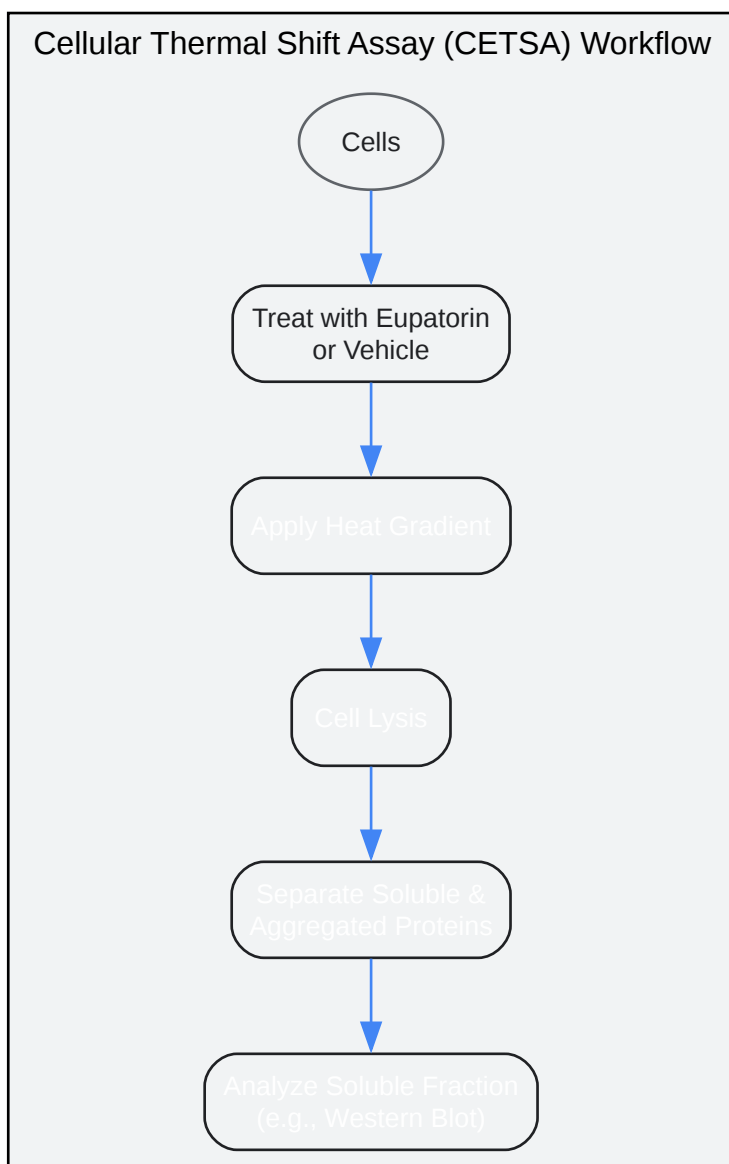 Cellular Thermal Shift Assay (CETSA) Workflow
Cells
Treat with Eupatorin
or Vehicle
Apply Heat Gradient
Cell Lysis
Separate Soluble &
Aggregated Proteins
Analyze Soluble Fraction
(e.g., Western Blot)